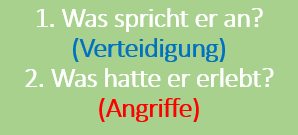 1. Was spricht er an?
(Verteidigung)
2. Was hatte er erlebt?
(Angriffe)